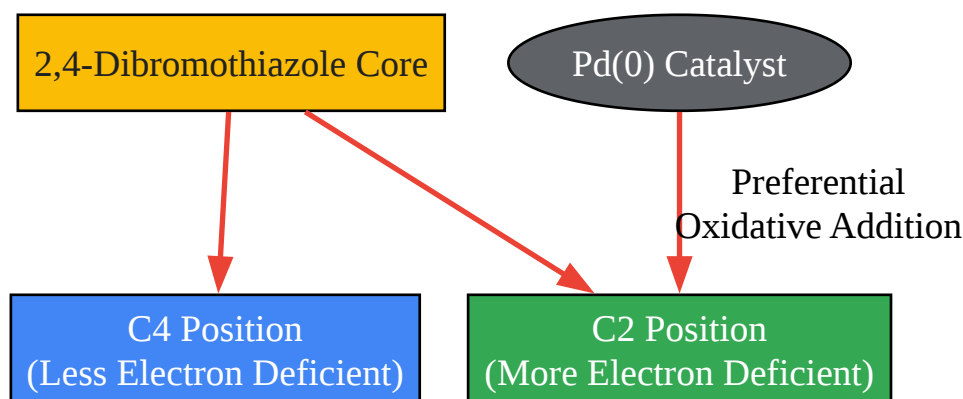 2,4-Dibromothiazole Core
Pd(0) Catalyst
Preferential
Oxidative Addition
C4 Position
(Less Electron Deficient)
C2 Position
(More Electron Deficient)